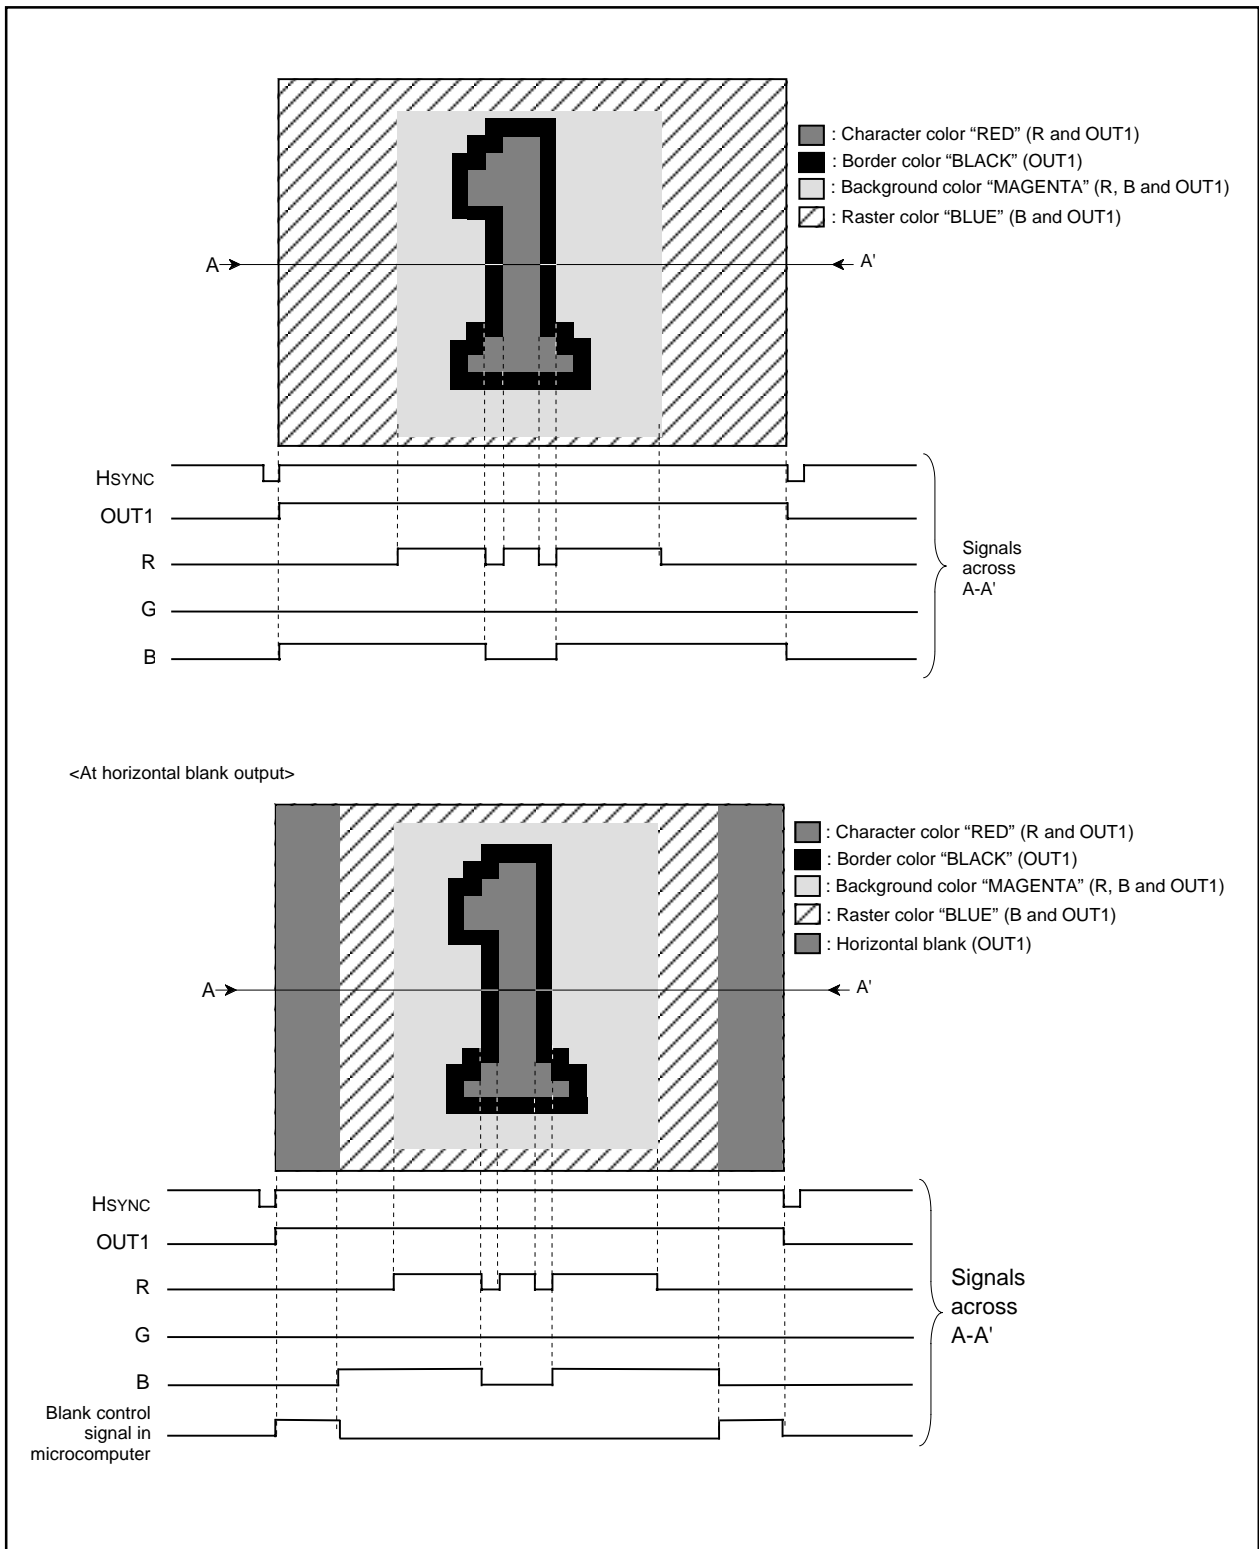 : Character color “RED” (R and OUT1)
: Border color “BLACK” (OUT1)
: Background color “MAGENTA” (R, B and OUT1)
: Raster color “BLUE” (B and OUT1)
A
A'
HSYNC
OUT1
R
G
B
Signals
across
A-A'
<At horizontal blank output>
: Character color “RED” (R and OUT1)
: Border color “BLACK” (OUT1)
: Background color “MAGENTA” (R, B and OUT1)
: Raster color “BLUE” (B and OUT1)
: Horizontal blank (OUT1)
A
A'
HSYNC
OUT1
R
G
B
Blank control
signal in
microcomputer
Signals
across
A-A'